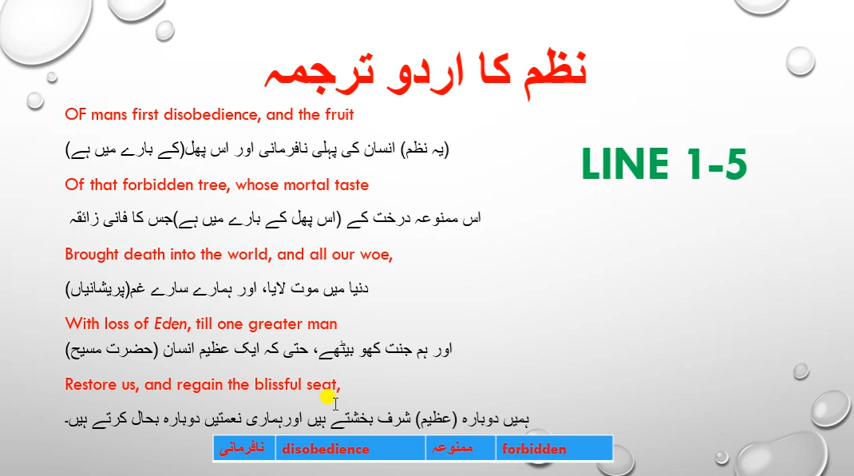 نظم کا اردو ترجمہ
OF mans first disobedience, and the fruit
(یہ نظم) انسان کی پہلی نافرمانی اور اس پھل(کے بارے میں ہے)
LINE 1-5
Of that forbidden tree, whose mortal taste
اس ممنوعہ درخت کے (اس پھل کے بارے میں ہے)جس کا فانی زائقہ
Brought death into the world, and all our woe,
دنیا میں موت لایا، اور ہمارے سارے غم(پریشانیاں)
With loss of Eden, till one greater man
اور ہم جنت کھو بیٹھے، حتی کہ ایک عظیم انسان (حضرت مسیح)
Restore us, and regain the blissful seat,
ہمیں دوبارہ (عظیم) شرف بخشتے ہیں اورہماری نعمتیں دوبارہ بحال کرتے ہیں۔
نافرمانی disobedience ممنوعہ forbidden